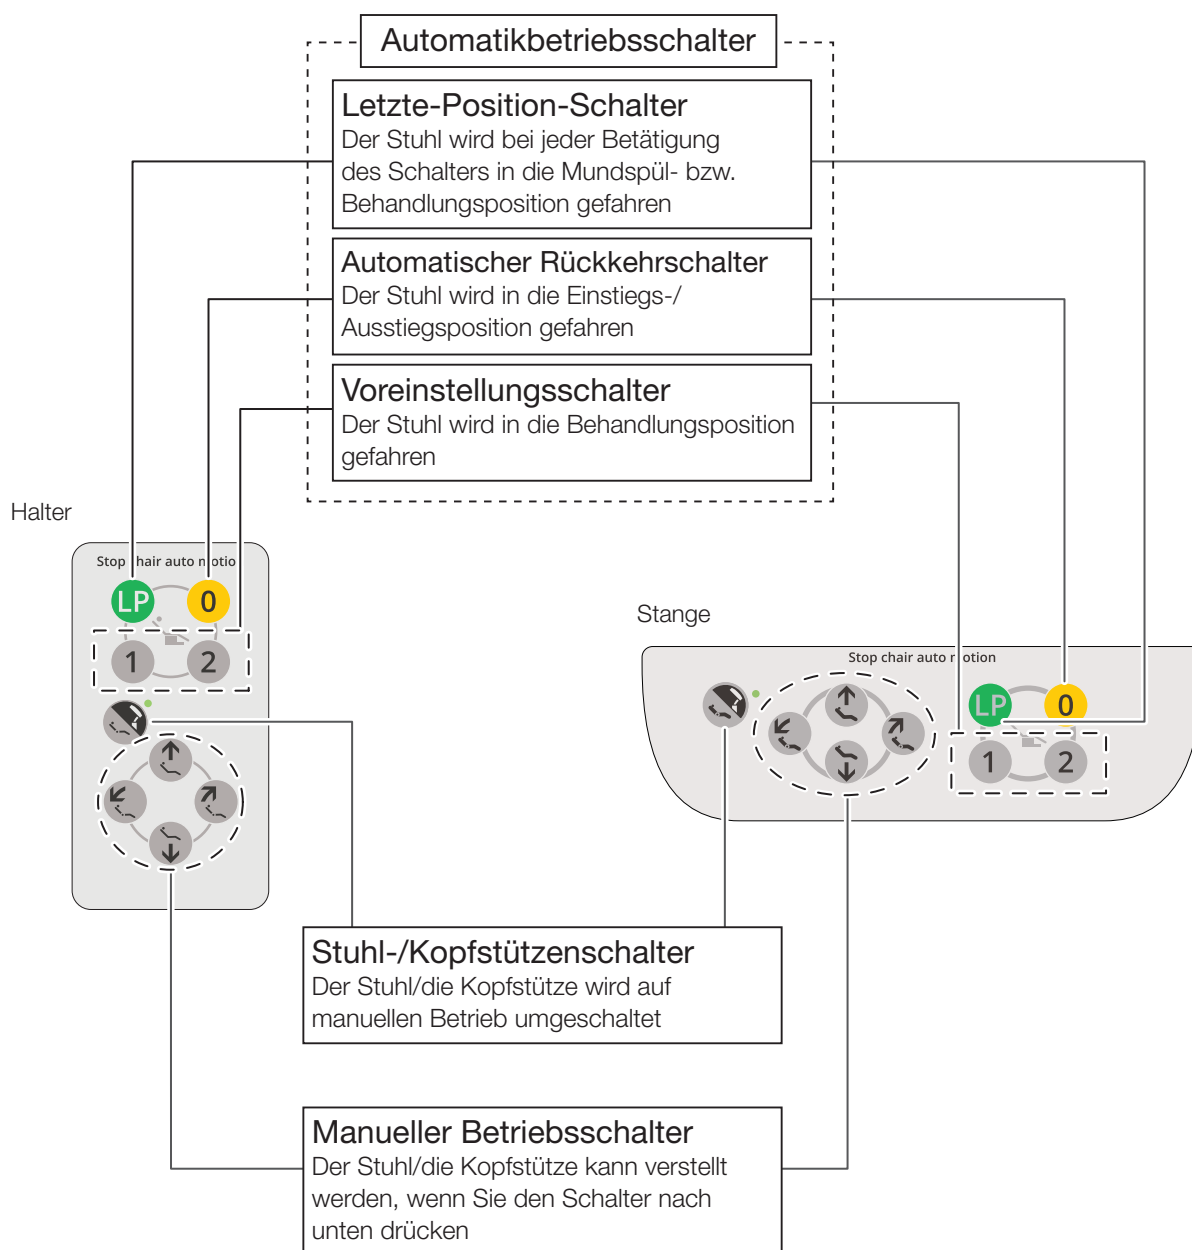 Automatikbetriebsschalter
Letzte-Position-Schalter
Der Stuhl wird bei jeder Betätigung
des Schalters in die Mundspül- bzw.
Behandlungsposition gefahren
Automatischer Rückkehrschalter
Der Stuhl wird in die Einstiegs-/
Ausstiegsposition gefahren
Voreinstellungsschalter
Der Stuhl wird in die Behandlungsposition
gefahren
Halter
Stop chair auto motion
LP 0
1 2
Stange
Stop chair auto motion
LP 0
1 2
Stuhl-/Kopfstützenschalter
Der Stuhl/die Kopfstütze wird auf
manuellen Betrieb umgeschaltet
Manueller Betriebsschalter
Der Stuhl/die Kopfstütze kann verstellt
werden, wenn Sie den Schalter nach
unten drücken